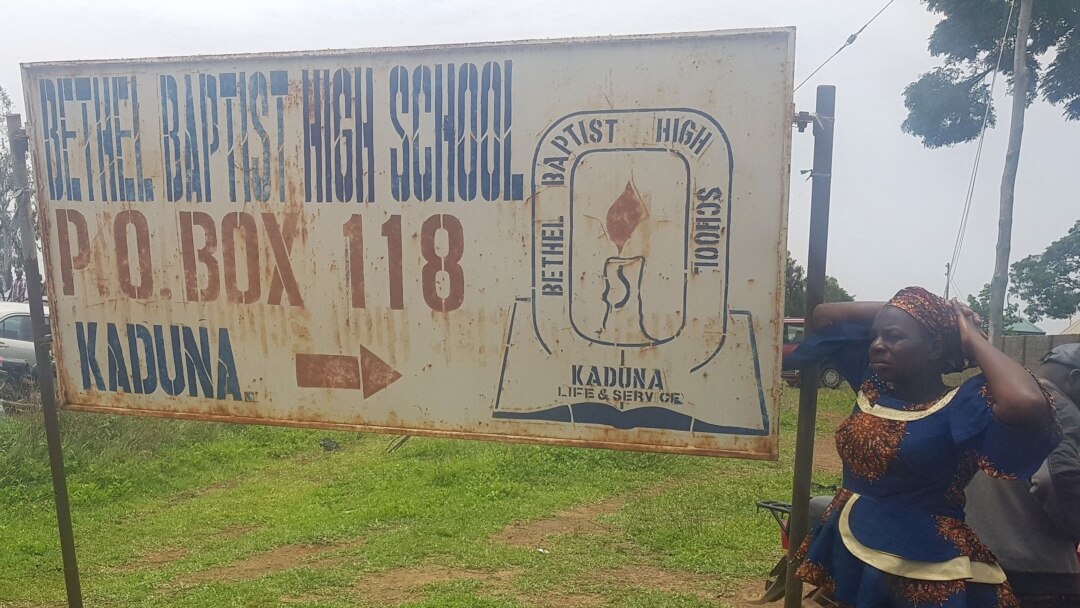 BETHEL BAPTIST HIGH SCHOOL
P.O. BOX 118
KADUNA
BETHEL BAPTIST HIGH SCHOOL
KADUNA
LIFE & SERVICE